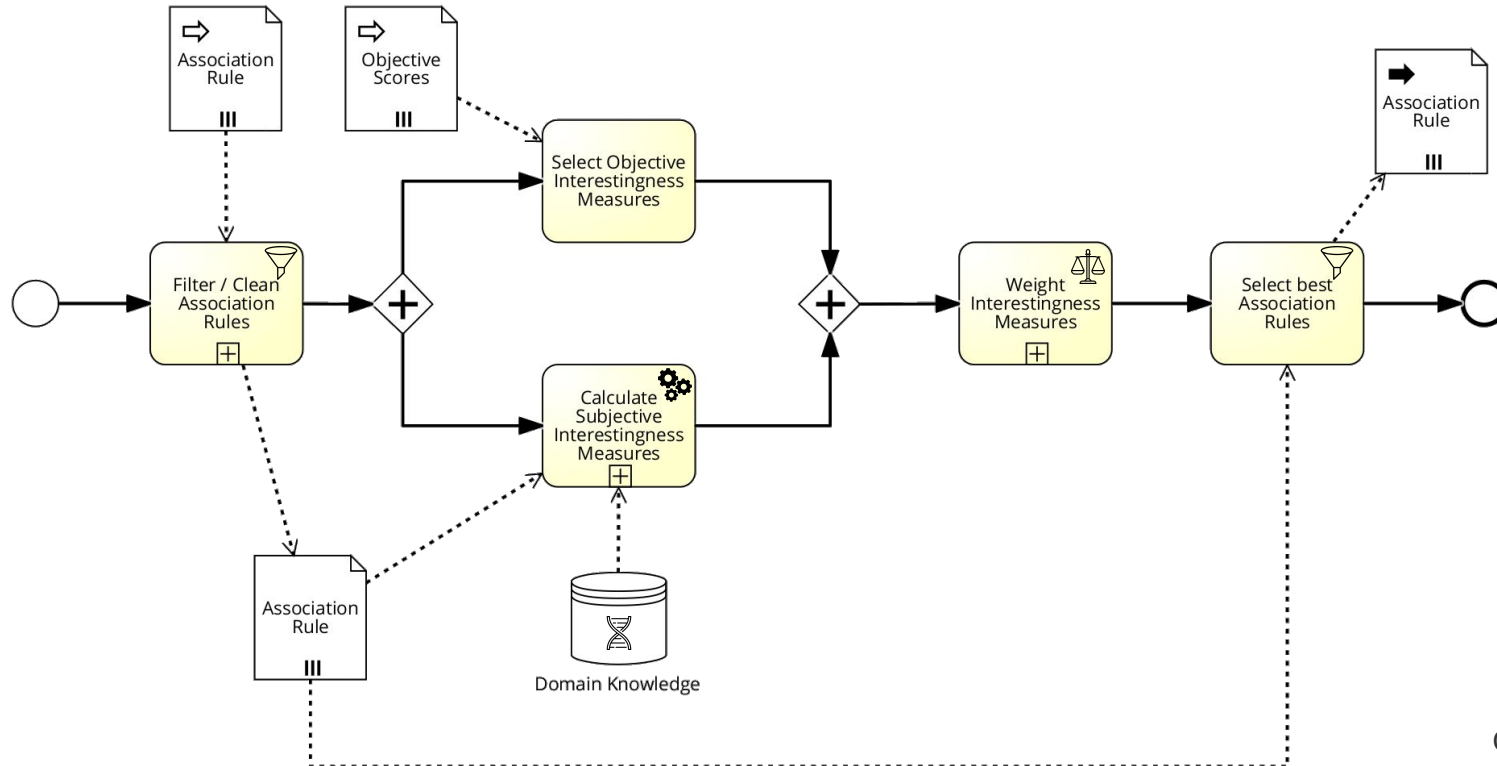 Association
Rule
Objective
Scores
Association
Rule
Select Objective
Interestingness
Measures
Filter / Clean
Association
Rules
Weight
Interestingness
Measures
Select best
Association
Rules
Calculate
Subjective
Interestingness
Measures
Association
Rule
Domain Knowledge